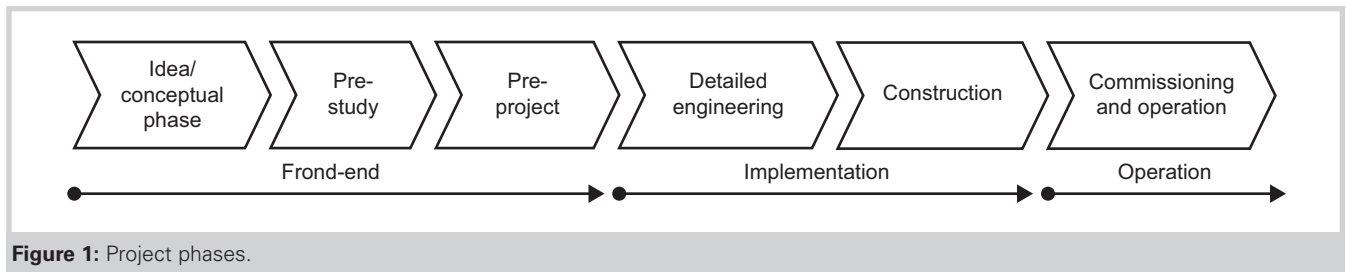 Idea/
conceptual
phase
Pre-
study
Pre-
project
Detailed
engineering
Construction
Commissioning
and operation
Frond-end
Implementation
Operation
Figure 1: Project phases.